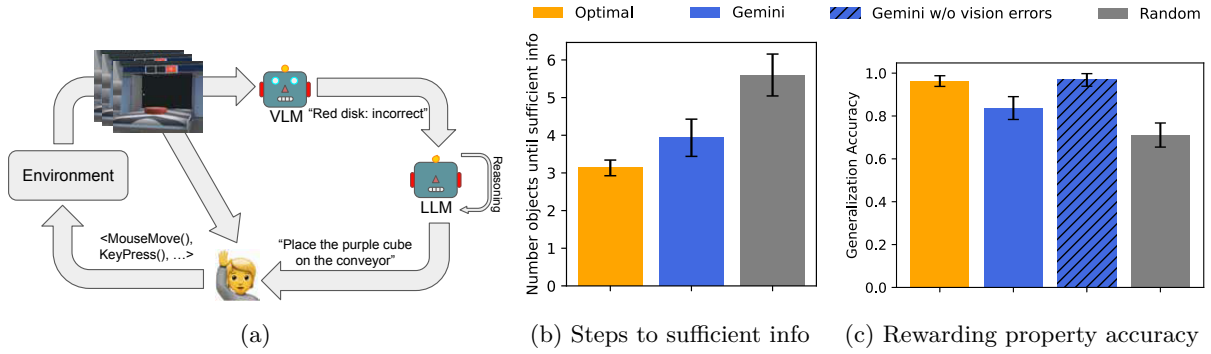 Optimal
Gemini
Gemini w/o vision errors
Random
VLM
“Red disk: incorrect”
Environment
Reasoning
LLM
<MouseMove(),
KeyPress(), ...>
“Place the purple cube
on the conveyor”
(a)
Number objects until sufficient info
6
5
4
3
2
1
0
(b) Steps to sufficient info
Generalization Accuracy
1.0
0.8
0.6
0.4
0.2
0.0
(c) Rewarding property accuracy